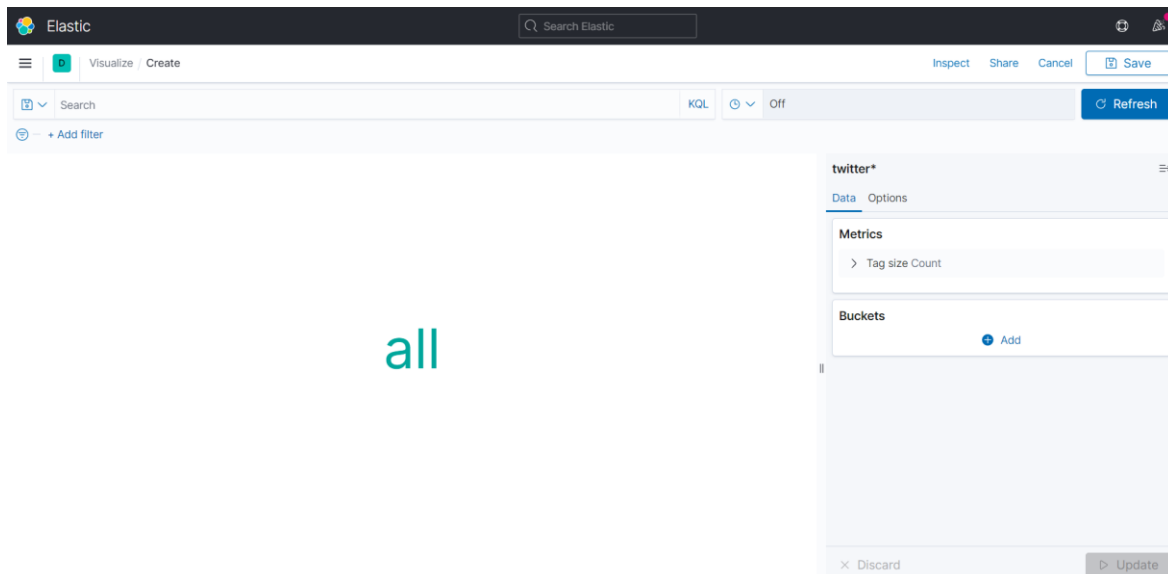 Elastic
Search Elastic
D
Visualize / Create
Inspect Share Cancel Save
Search KQL Off Refresh
+ Add filter
twitter*
Data Options
Metrics
Tag size Count
Buckets
Add
all
Discard Update